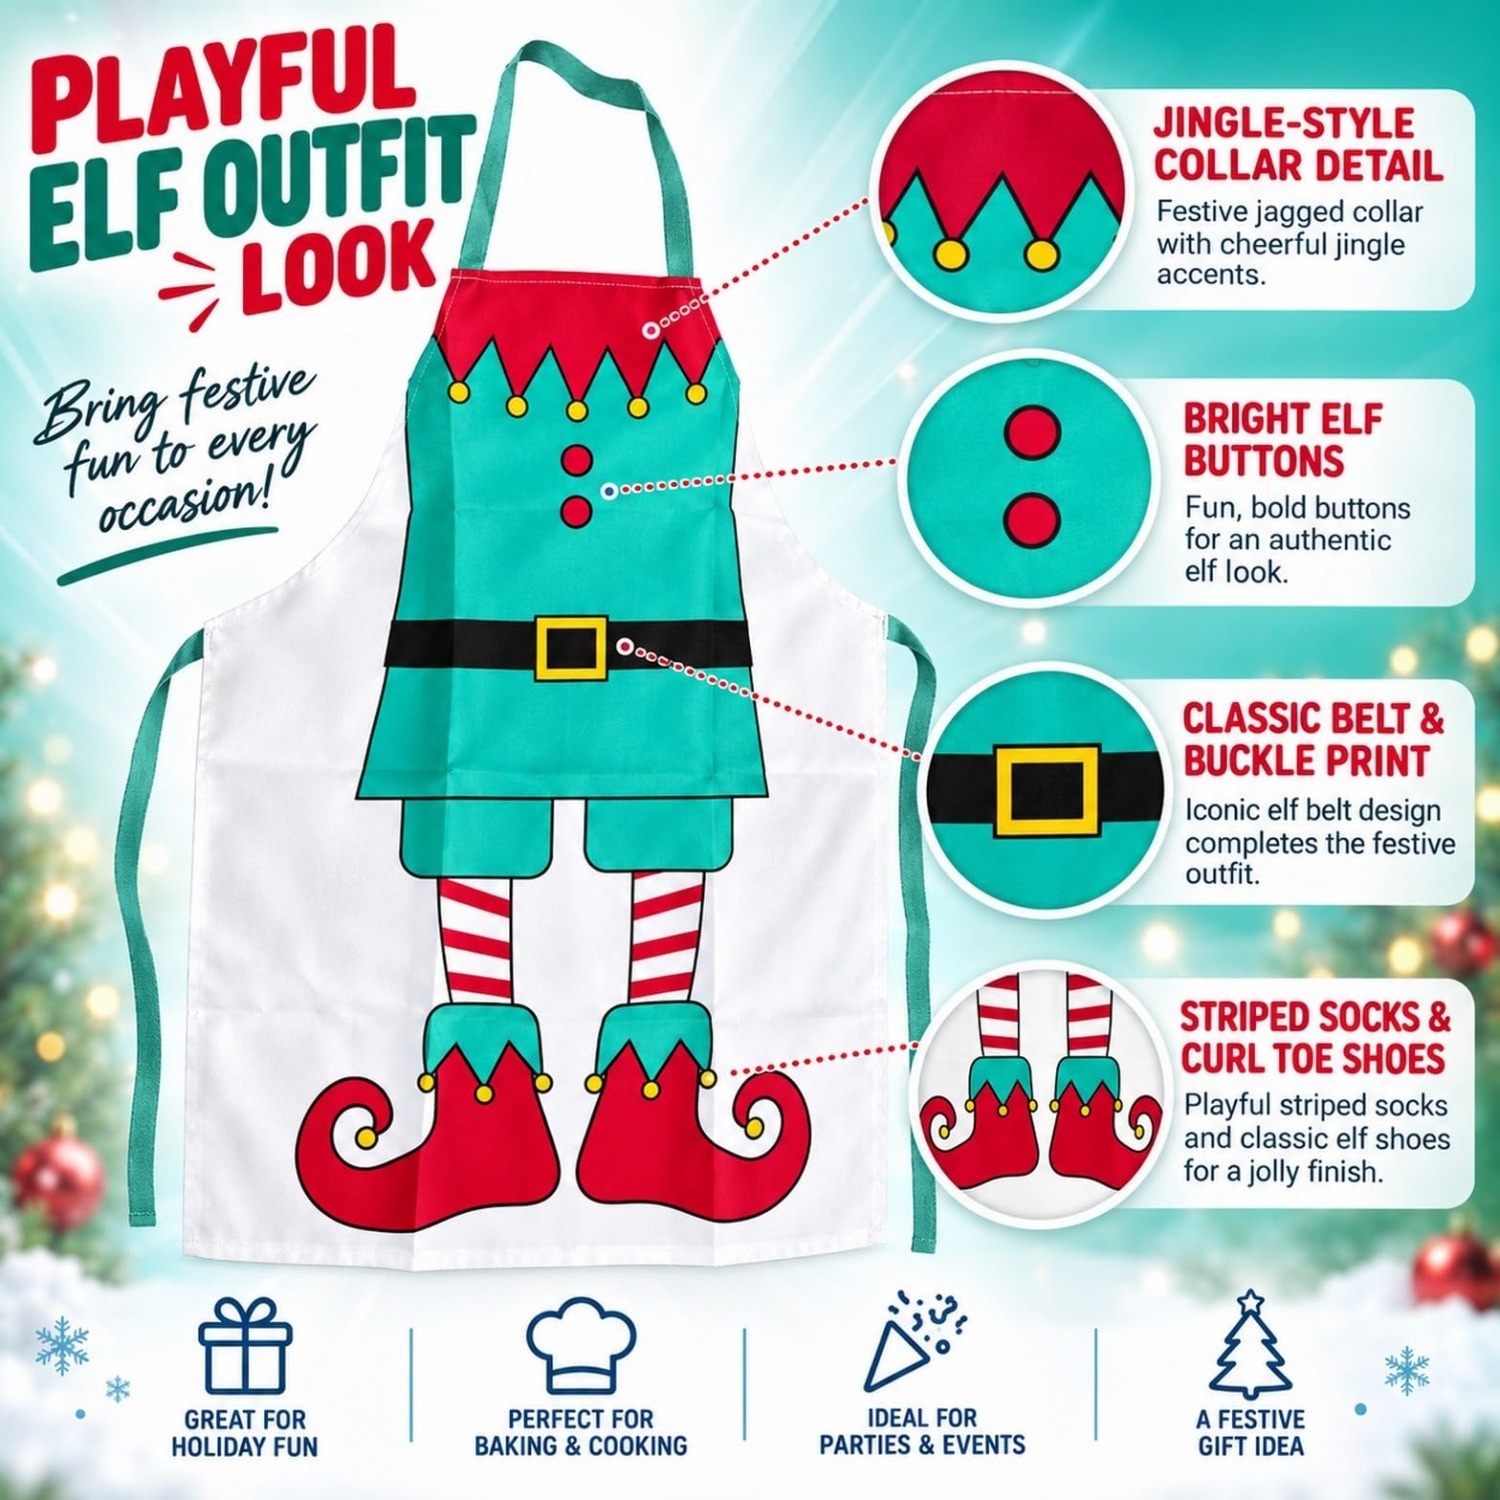 PLAYFUL
ELF OUTFIT
LOOK
Bring festive
fun to every
occasion!
JINGLE-STYLE
COLLAR DETAIL
Festive jagged collar
with cheerful jingle
accents.
BRIGHT ELF
BUTTONS
Fun, bold buttons
for an authentic
elf look.
CLASSIC BELT &
BUCKLE PRINT
Iconic elf belt design
completes the festive
outfit.
STRIPED SOCKS &
CURL TOE SHOES
Playful striped socks
and classic elf shoes
for a jolly finish.
GREAT FOR
HOLIDAY FUN
PERFECT FOR
BAKING & COOKING
IDEAL FOR
PARTIES & EVENTS
A FESTIVE
GIFT IDEA